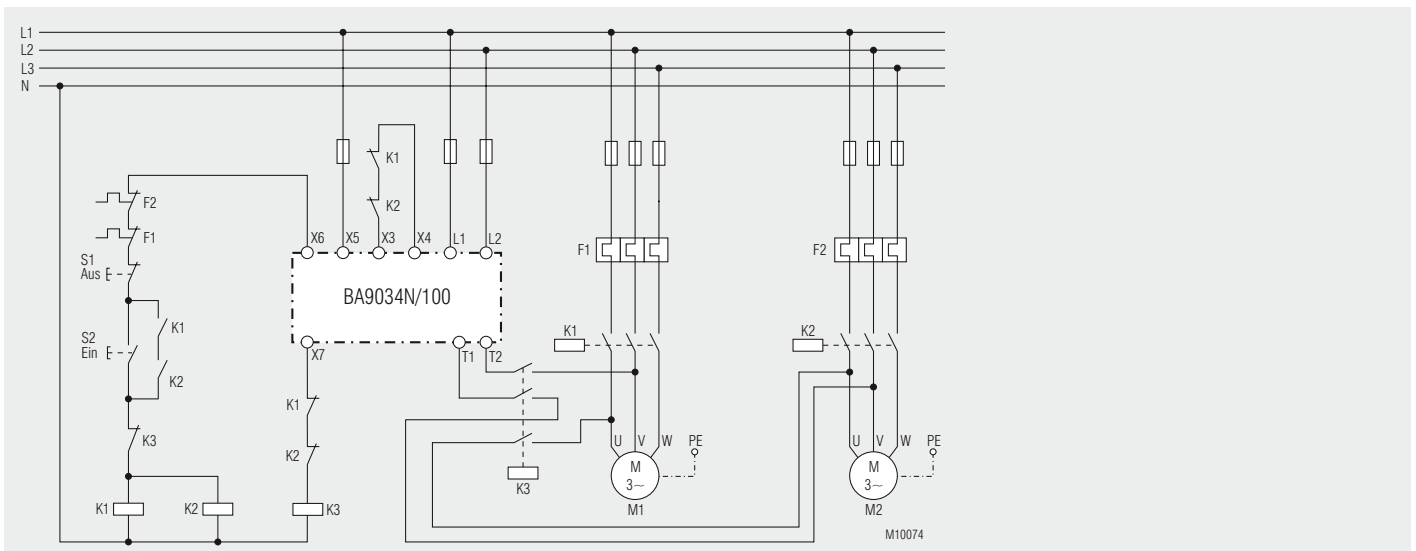 L1
L2
L3
N
K1
K2
F2
F1
S1
Aus
S2
Ein
K1
K2
K3
K1
K2
X6
X5
X3
X4
L1
L2
BA9034N/100
X7
T1
T2
K1
K2
K3
K3
F1
K1
U
V
W
PE
M
3~
M1
F2
K2
U
V
W
PE
M
3~
M2
M10074